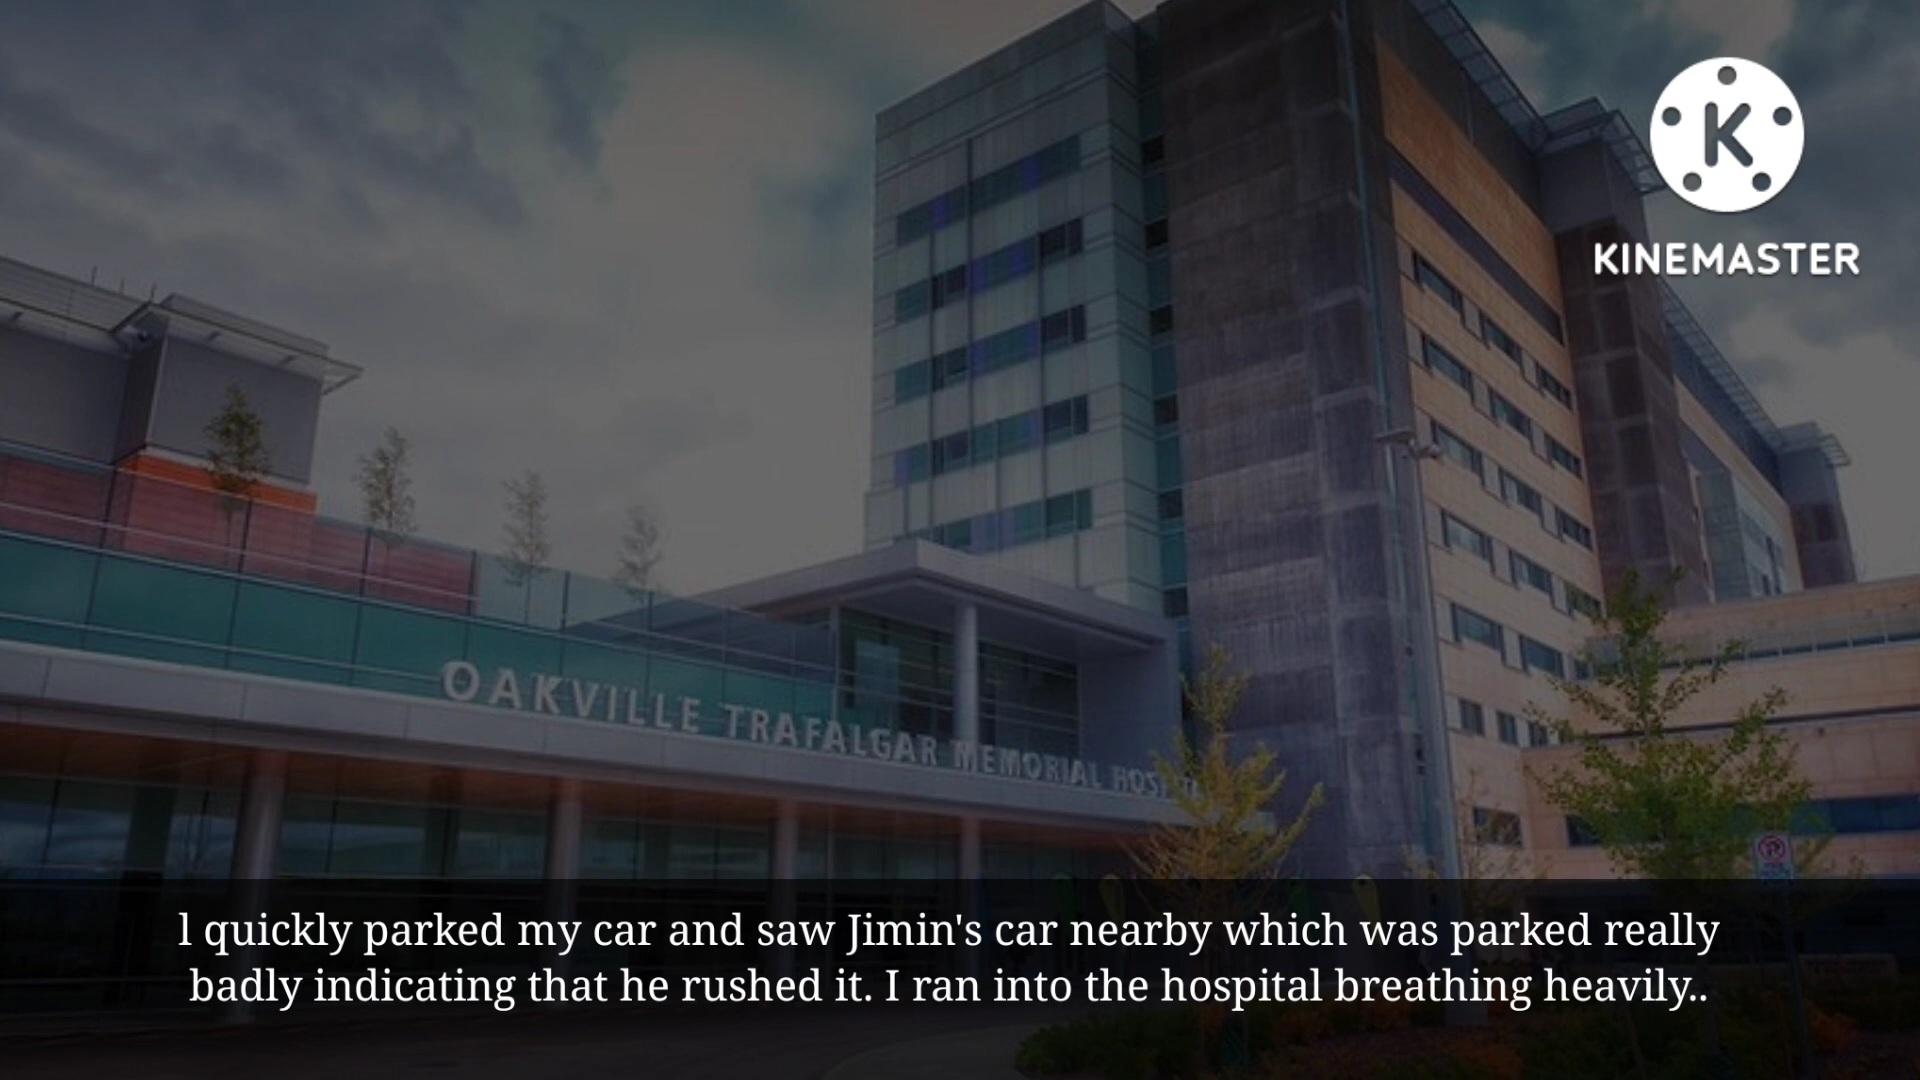 K
KINEMASTER
OAKVILLE TRAFALGAR MEMORIAL
l quickly parked my car and saw Jimin's car nearby which was parked really
badly indicating that he rushed it. I ran into the hospital breathing heavily..